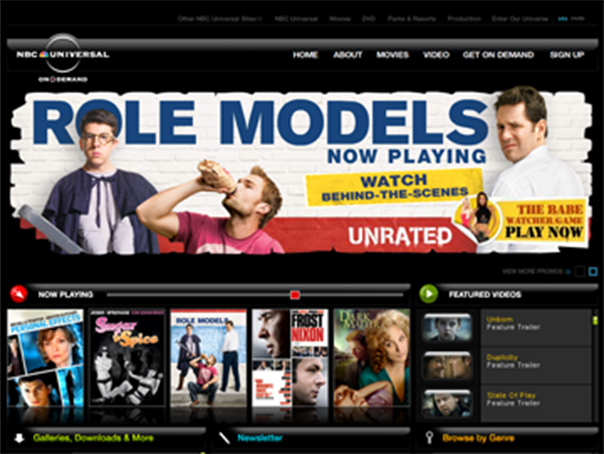 Other NBC Universal Sites NBC Universal Movies DVD Parks & Resorts Production Enter Our Universe
NBC UNIVERSAL
ON DEMAND
HOME ABOUT MOVIES VIDEO GET ON DEMAND SIGN UP
ROLE MODELS
NOW PLAYING
WATCH
BEHIND-THE-SCENES
UNRATED
THE BABE
WATCHER GAME
PLAY NOW
VIEW MORE PROMOS
NOW PLAYING
FEATURED VIDEOS
PERSONAL EFFECTS
Sugar & Spice
ROLE MODELS
FROST
NIXON
Dark Matter
Unborn
Feature Trailer
Duplicity
Feature Trailer
State Of Play
Feature Trailer
Galleries, Downloads & More
Newsletter
Browse by Genre